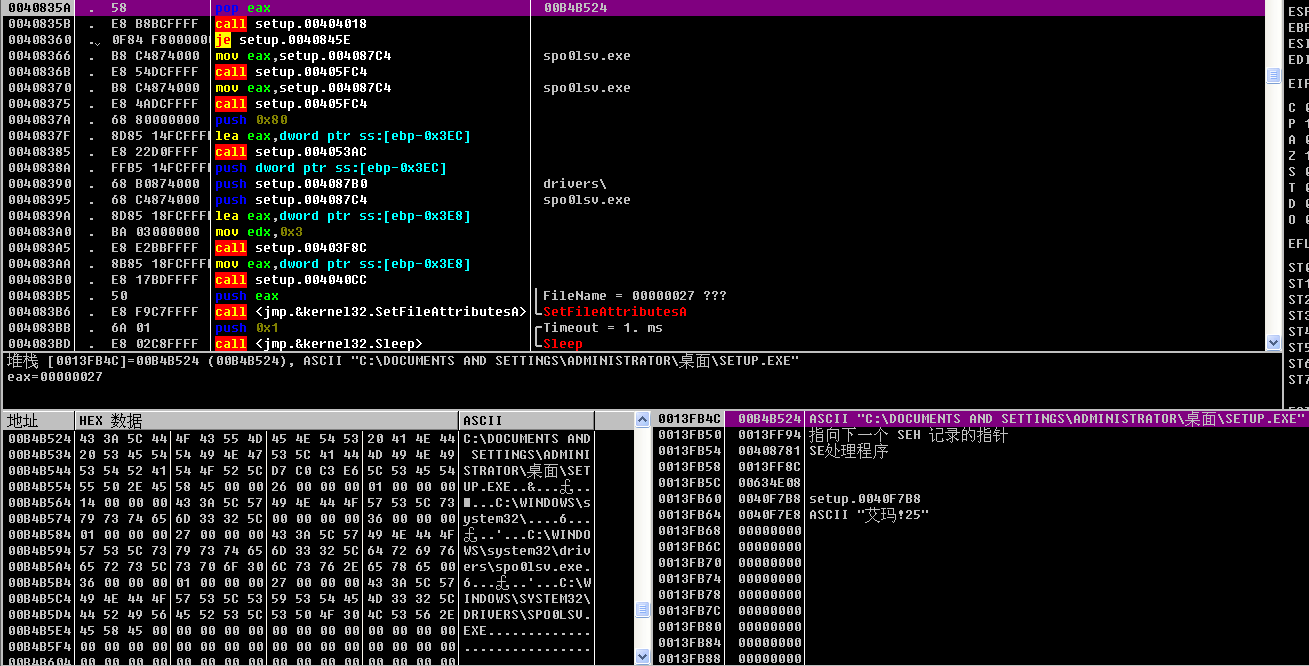 0040835A . 58 pop eax 00B4B524
0040835B . E8 B8BCFFFF call setup.00404018
00408360 . 0F84 F8000000 je setup.0040845E
00408366 . B8 C4874000 mov eax,setup.004087C4 spo0lsv.exe
0040836B . E8 54DCFFFF call setup.00405FC4
00408370 . B8 C4874000 mov eax,setup.004087C4 spo0lsv.exe
00408375 . E8 4ADCFFFF call setup.00405FC4
0040837A . 68 80000000 push 0x80
0040837F . 8D85 14FCFFFF lea eax,dword ptr ss:[ebp-0x3EC]
00408385 . E8 22D0FFFF call setup.004053AC
0040838A . FFB5 14FCFFFF push dword ptr ss:[ebp-0x3EC]
00408390 . 68 B0874000 push setup.004087B0 drivers\
00408395 . 68 C4874000 push setup.004087C4 spo0lsv.exe
0040839A . 8D85 18FCFFFF lea eax,dword ptr ss:[ebp-0x3E8]
004083A0 . BA 03000000 mov edx,0x3
004083A5 . E8 E2BBFFFF call setup.00403F8C
004083AA . 8B85 18FCFFFF mov eax,dword ptr ss:[ebp-0x3E8]
004083B0 . E8 17BDFFFF call setup.004040CC
004083B5 . 50 push eax FileName = 00000027 ???
004083B6 . E8 F9C7FFFF call <jmp.&kernel32.SetFileAttributesA> SetFileAttributesA
004083BB . 6A 01 push 0x1 Timeout = 1. ms
004083BD . E8 02C8FFFF call <jmp.&kernel32.Sleep> Sleep
堆栈 [0013FB4C]=00B4B524 (00B4B524), ASCII "C:\DOCUMENTS AND SETTINGS\ADMINISTRATOR\桌面\SETUP.EXE"
eax=00000027
地址 HEX 数据 ASCII
00B4B524 43 3A 5C 44 4F 43 55 4D 45 4E 54 53 20 41 4E 44 C:\DOCUMENTS AND
00B4B534 20 53 45 54 54 49 4E 47 53 5C 41 44 4D 49 4E 49 SETTINGS\ADMINI
00B4B544 53 54 52 41 54 4F 52 5C D7 C0 C3 E6 5C 53 45 54 STRATOR\桌面\SET
00B4B554 55 50 2E 45 58 45 00 00 26 00 00 00 01 00 00 00 UP.EXE..&...
00B4B564 14 00 00 00 43 3A 5C 57 49 4E 44 4F 57 53 5C 73 ...C:\WINDOWS\s
00B4B574 79 73 74 65 6D 33 32 5C 00 00 00 00 36 00 00 00 ystem32\....6...
00B4B584 01 00 00 00 27 00 00 00 43 3A 5C 57 49 4E 44 4F ..'...C:\WINDO
00B4B594 57 53 5C 73 79 73 74 65 6D 33 32 5C 64 72 69 76 WS\system32\driv
00B4B5A4 65 72 73 5C 73 70 6F 30 6C 73 76 2E 65 78 65 00 ers\spo0lsv.exe.
00B4B5B4 36 00 00 00 01 00 00 00 27 00 00 00 43 3A 5C 57 6.....'...C:\W
00B4B5C4 49 4E 44 4F 57 53 5C 53 59 53 54 45 4D 33 32 5C INDOWS\SYSTEM32\
00B4B5D4 44 52 49 56 45 52 53 5C 53 50 4F 30 4C 53 56 2E DRIVERS\SPO0LSV.
00B4B5E4 45 58 45 00 00 00 00 00 00 00 00 00 00 00 00 00 EXE.............
00B4B5F4 00 00 00 00 00 00 00 00 00 00 00 00 00 00 00 00 ................
00B4B604 00 00 00 00 00 00 00 00 00 00 00 00 00 00 00 00
0013FB4C 00B4B524 ASCII "C:\DOCUMENTS AND SETTINGS\ADMINISTRATOR\桌面\SETUP.EXE"
0013FB50 0013FF94 指向下一个 SEH 记录的指针
0013FB54 00408781 SE处理程序
0013FB58 0013FF8C
0013FB5C 00634E08
0013FB60 0040F7B8 setup.0040F7B8
0013FB64 0040F7E8 ASCII "艾玛!25"
0013FB68 00000000
0013FB6C 00000000
0013FB70 00000000
0013FB74 00000000
0013FB78 00000000
0013FB7C 00000000
0013FB80 00000000
0013FB84 00000000
0013FB88 00000000
ESP
EBP
ESI
EDI
EIP
C 0
P 1
A 0
Z 1
S 0
T 0
D 0
O 0
EFL
ST0
ST1
ST2
ST3
ST4
ST5
ST6
ST7